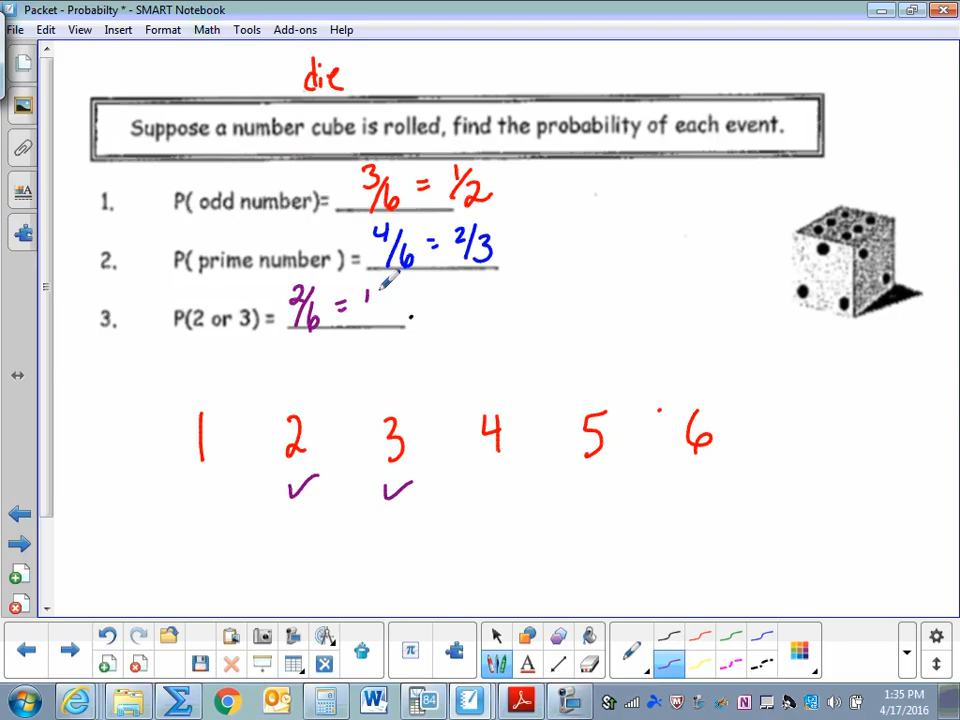 Packet - Probabilty * - SMART Notebook
File Edit View Insert Format Math Tools Add-ons Help
die
Suppose a number cube is rolled, find the probability of each event.
1. P( odd number)= 3/6 = 1/2
2. P( prime number ) = 4/6 = 2/3
3. P(2 or 3) = 2/6 = 1
1 2 3 4 5 6
π
A
84
N
1:35 PM
4/17/2016